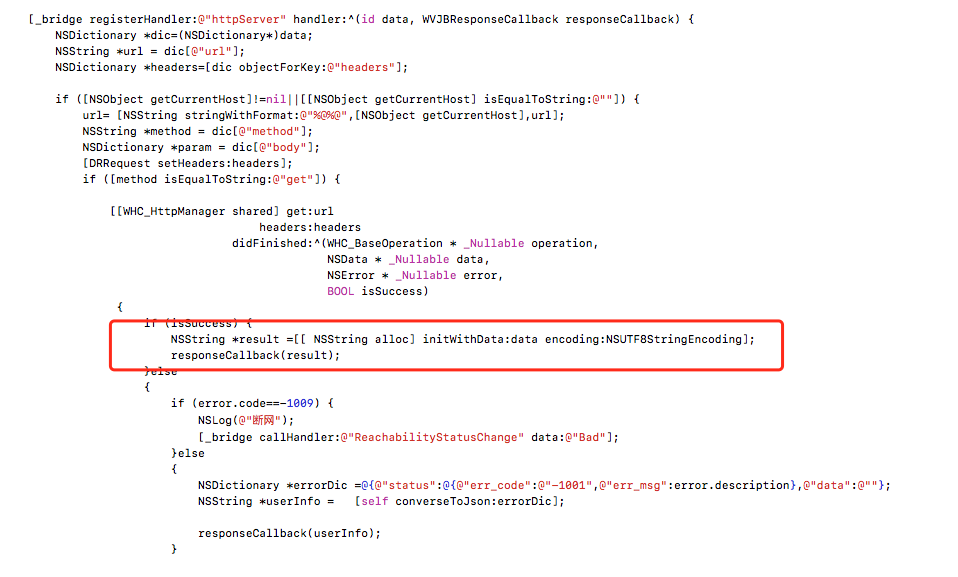 [_bridge registerHandler:@"httpServer" handler:^(id data, WVJBResponseCallback responseCallback) {
NSDictionary *dic=(NSDictionary*)data;
NSString *url = dic[@"url"];
NSDictionary *headers=[dic objectForKey:@"headers"];
if ([NSObject getCurrentHost]!=nil||[[NSObject getCurrentHost] isEqualToString:@""]) {
url= [NSString stringWithFormat:@"%@%@",[NSObject getCurrentHost],url];
NSString *method = dic[@"method"];
NSDictionary *param = dic[@"body"];
[DRRequest setHeaders:headers];
if ([method isEqualToString:@"get"]) {
[[WHC_HttpManager shared] get:url
headers:headers
didFinished:^(WHC_BaseOperation * _Nullable operation,
NSData * _Nullable data,
NSError * _Nullable error,
BOOL isSuccess)
{
if (isSuccess) {
NSString *result =[[ NSString alloc] initWithData:data encoding:NSUTF8StringEncoding];
responseCallback(result);
}else
{
if (error.code==-1009) {
NSLog(@"断网");
[_bridge callHandler:@"ReachabilityStatusChange" data:@"Bad"];
}else
{
NSDictionary *errorDic =@{@"status":@{@"err_code":@"-1001",@"err_msg":error.description},@"data":@""};
NSString *userInfo =   [self converseToJson:errorDic];
responseCallback(userInfo);
}